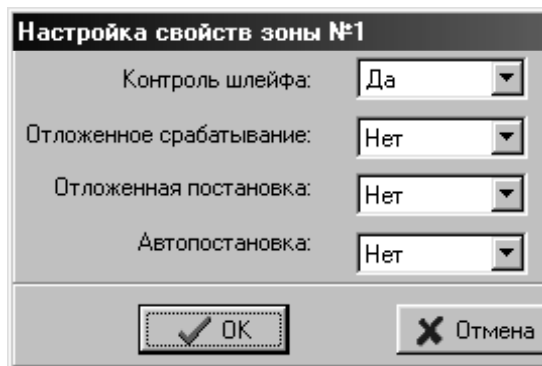 Настройка свойств зоны №1
Контроль шлейфа: Да
Отложенное срабатывание: Нет
Отложенная постановка: Нет
Автопостановка: Нет
OK Отмена